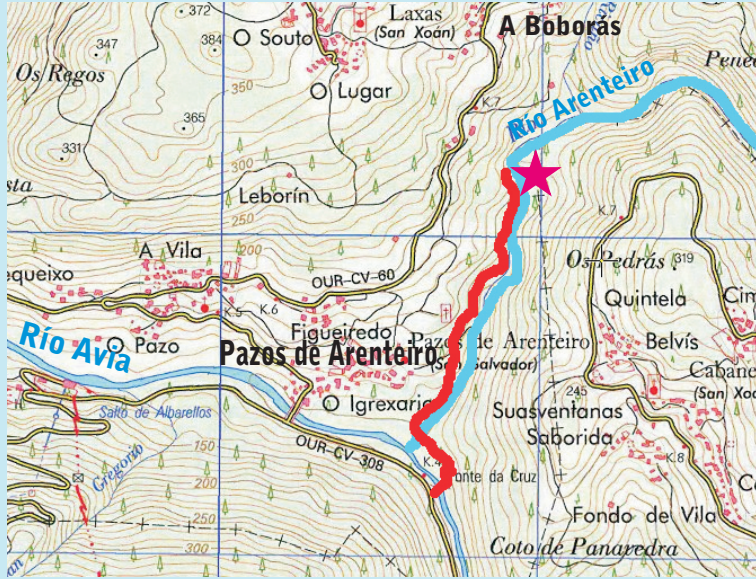 372
347
384
Os Regos
Souto
Laxas
(San Xoán)
A Boborás
350
Lugar
K.7
Río Arenteiro
365
331
300
Leborín
250
200
K.7
A Vila
OUR-CV-60
Os Pedrás
319
Quintela
K.5
K.6
Río Avia
Pazo
Figueiredo
Pazos de Arenteiro
Pazos de Arenteiro
Belvís
Igrexario
245
Suasventanas
Saborida
Salto de Albarellos
150
200
250
300
OUR-CV-308
K.4
Ponte da Cruz
K.8
Gregorio
Fondo de Vila
Coto de Panaredra